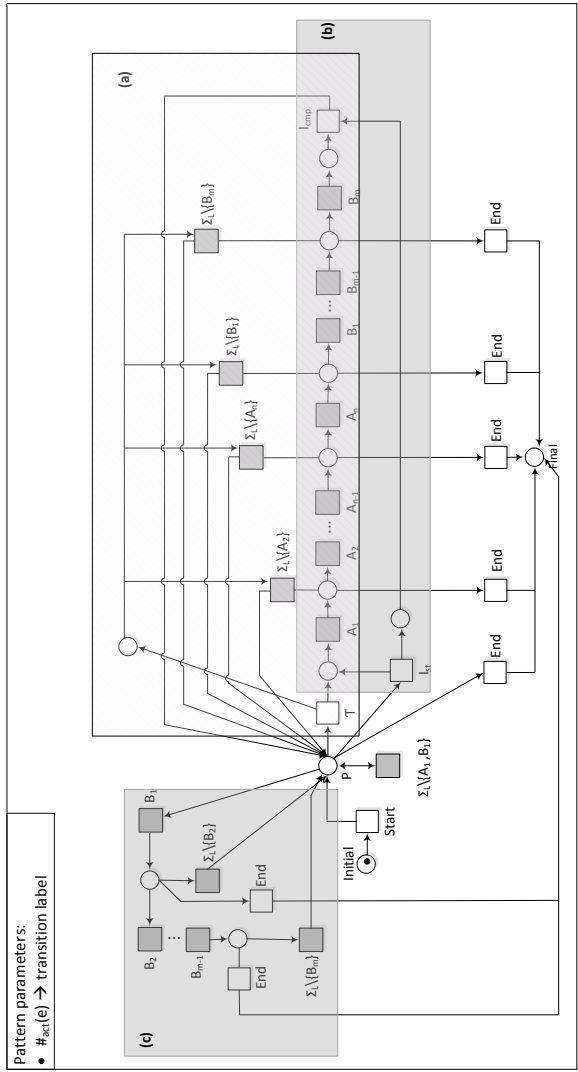 Pattern parameters:
• #act(e) → transition label
(a)
(b)
(c)
ΣL\{Bm}
ΣL\{B1}
ΣL\{An}
ΣL\{A2}
Icmp
Bm
Bm-1
...
B1
An
An-1
...
A2
A1
Ist
τ
P
ΣL\{A1,B1}
Start
Initial
B1
ΣL\{B2}
B2
...
Bm-1
End
End
ΣL\{Bm}
End
End
End
End
End
Final